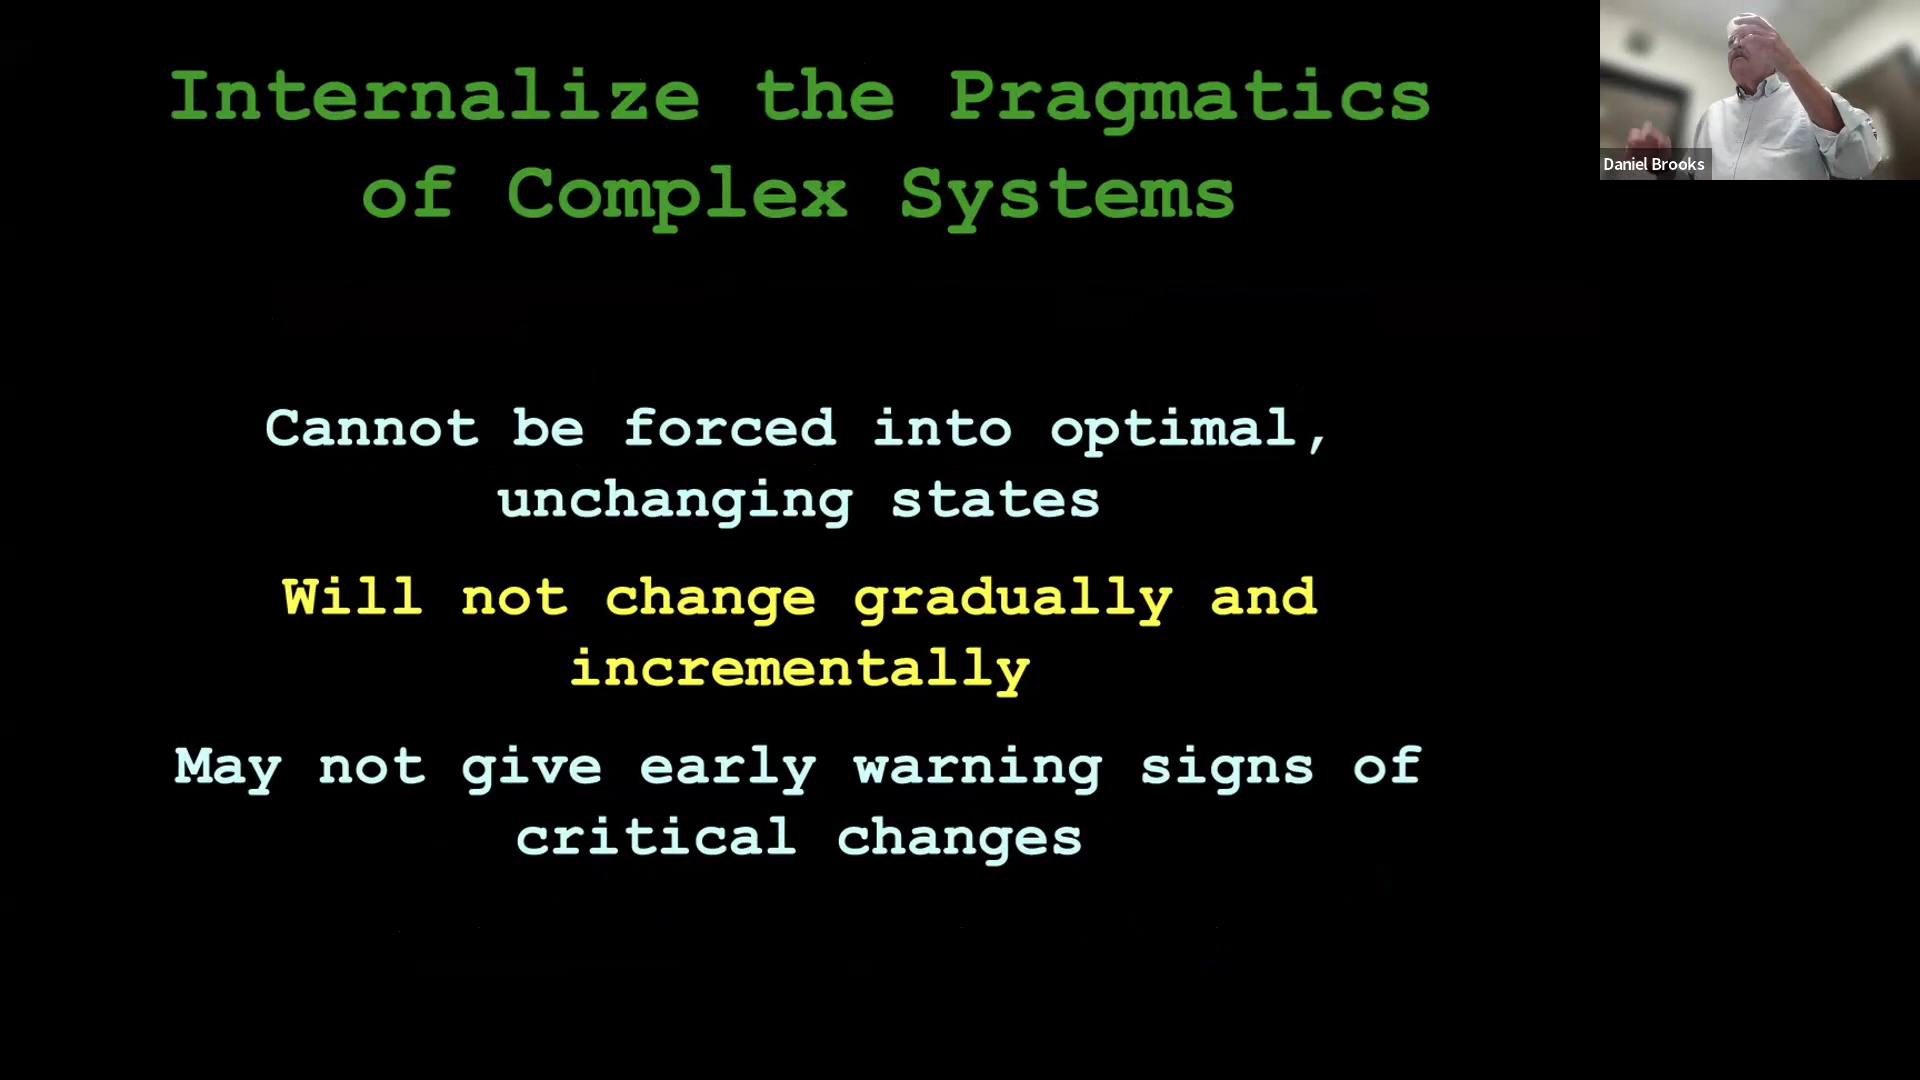 Internalize the Pragmatics
of Complex Systems
Cannot be forced into optimal,
unchanging states
Will not change gradually and
incrementally
May not give early warning signs of
critical changes
Daniel Brooks